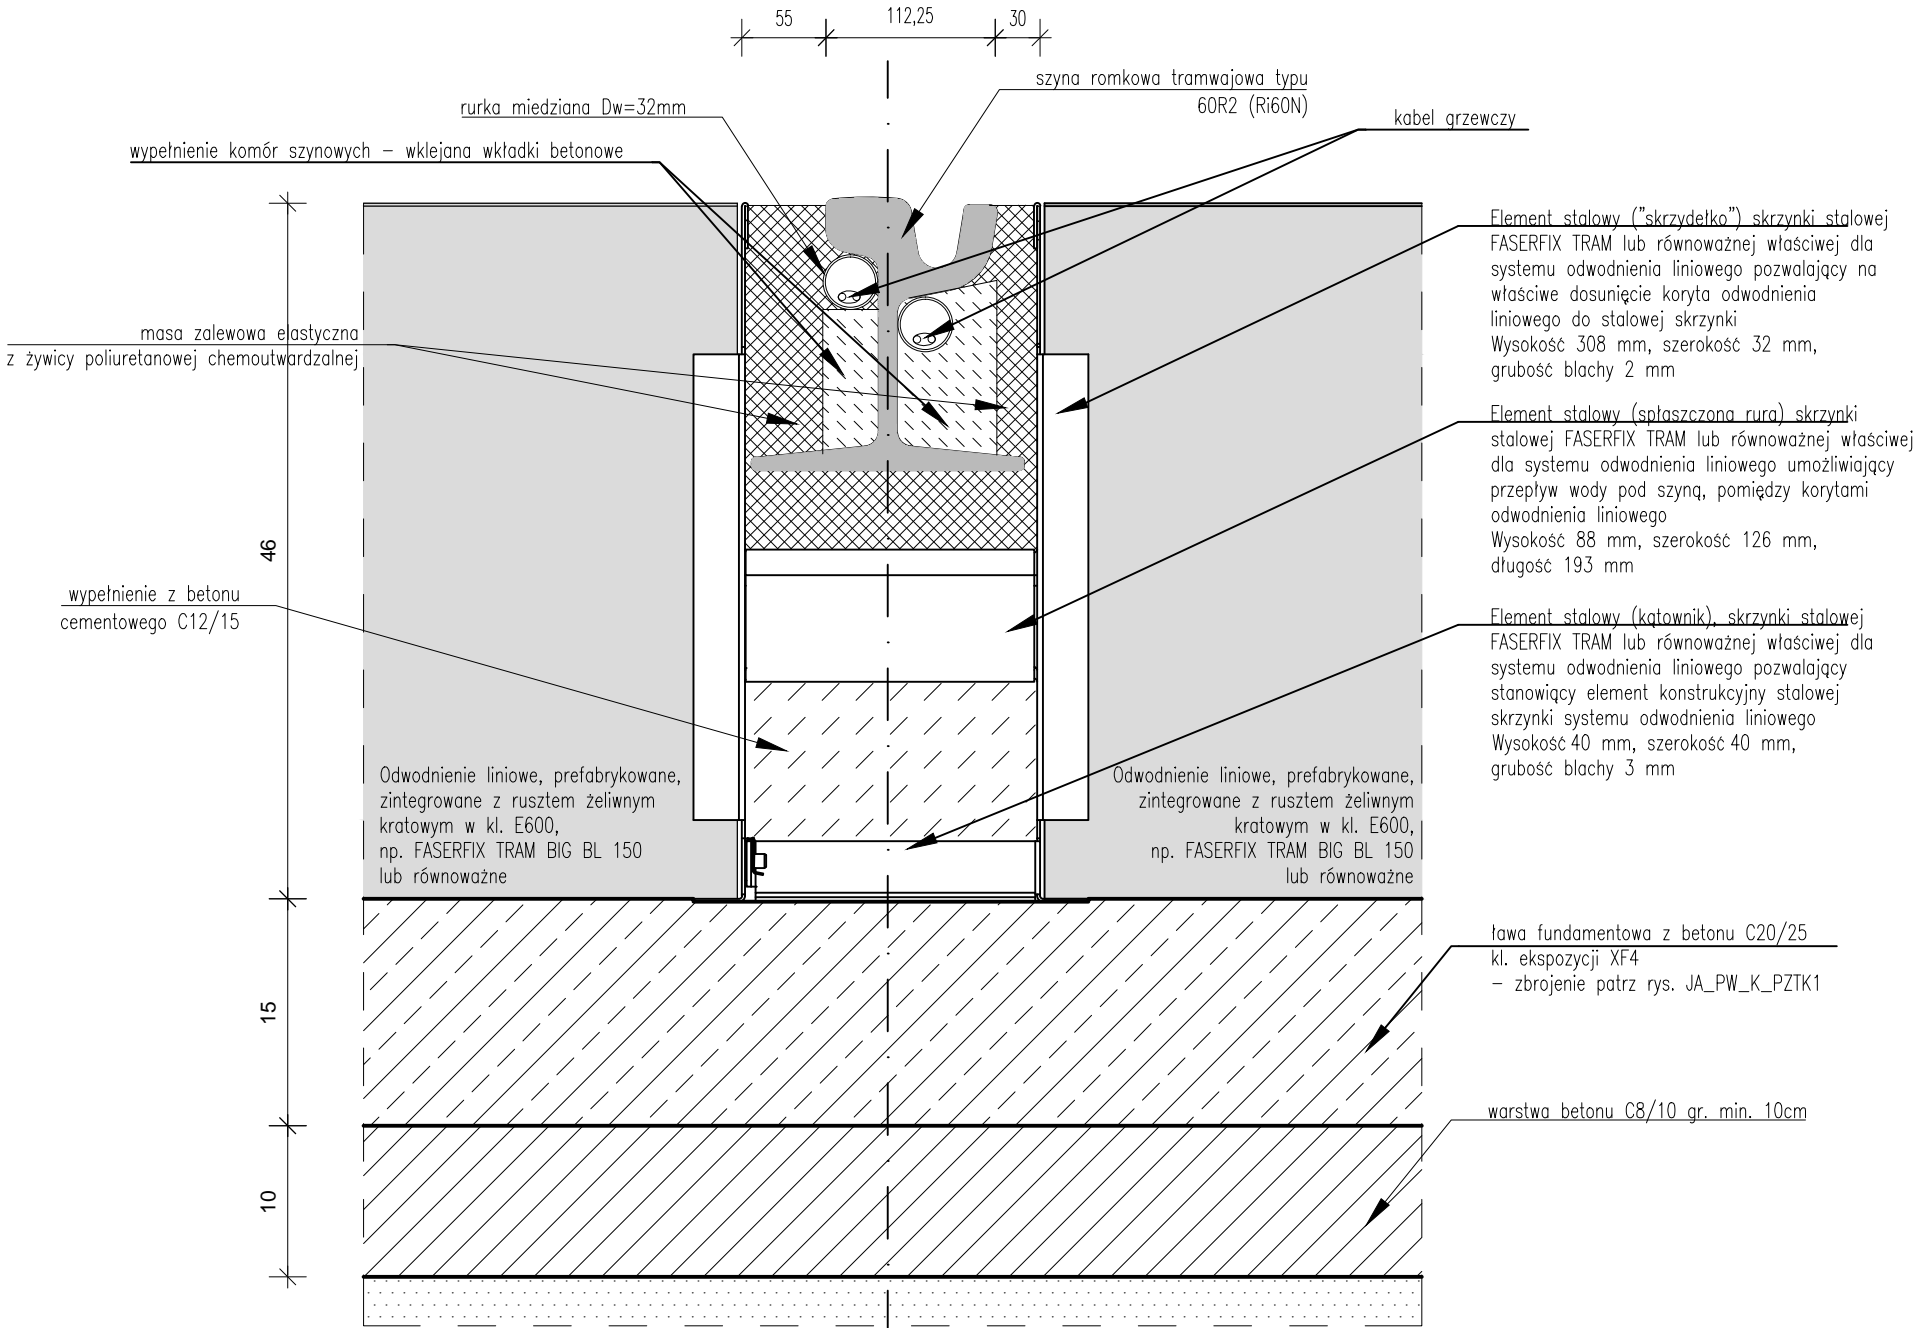 55
112,25
30
szyna romkowa tramwajowa typu
60R2 (Ri60N)
rurka miedziana Dw=32mm
kabel grzewczy
wypełnienie komór szynowych – wklejana wkładki betonowe
Element stalowy ("skrzydełko") skrzynki stalowej
FASERFIX TRAM lub równoważnej właściwej dla
systemu odwodnienia liniowego pozwalający na
właściwe dosunięcie koryta odwodnienia
liniowego do stalowej skrzynki
Wysokość 308 mm, szerokość 32 mm,
grubość blachy 2 mm
masa zalewowa elastyczna
z żywicy poliuretanowej chemoutwardzalnej
Element stalowy (spłaszczona rura) skrzynki
stalowej FASERFIX TRAM lub równoważnej właściwej
dla systemu odwodnienia liniowego umożliwiający
przepływ wody pod szyną, pomiędzy korytami
odwodnienia liniowego
Wysokość 88 mm, szerokość 126 mm,
długość 193 mm
46
wypełnienie z betonu
cementowego C12/15
Element stalowy (kątownik), skrzynki stalowej
FASERFIX TRAM lub równoważnej właściwej dla
systemu odwodnienia liniowego pozwalający
stanowiący element konstrukcyjny stalowej
skrzynki systemu odwodnienia liniowego
Wysokość 40 mm, szerokość 40 mm,
grubość blachy 3 mm
Odwodnienie liniowe, prefabrykowane,
zintegrowane z rusztem żeliwnym
kratowym w kl. E600,
np. FASERFIX TRAM BIG BL 150
lub równoważne
Odwodnienie liniowe, prefabrykowane,
zintegrowane z rusztem żeliwnym
kratowym w kl. E600,
np. FASERFIX TRAM BIG BL 150
lub równoważne
ława fundamentowa z betonu C20/25
kl. ekspozycji XF4
– zbrojenie patrz rys. JA_PW_K_PZTK1
15
warstwa betonu C8/10 gr. min. 10cm
10